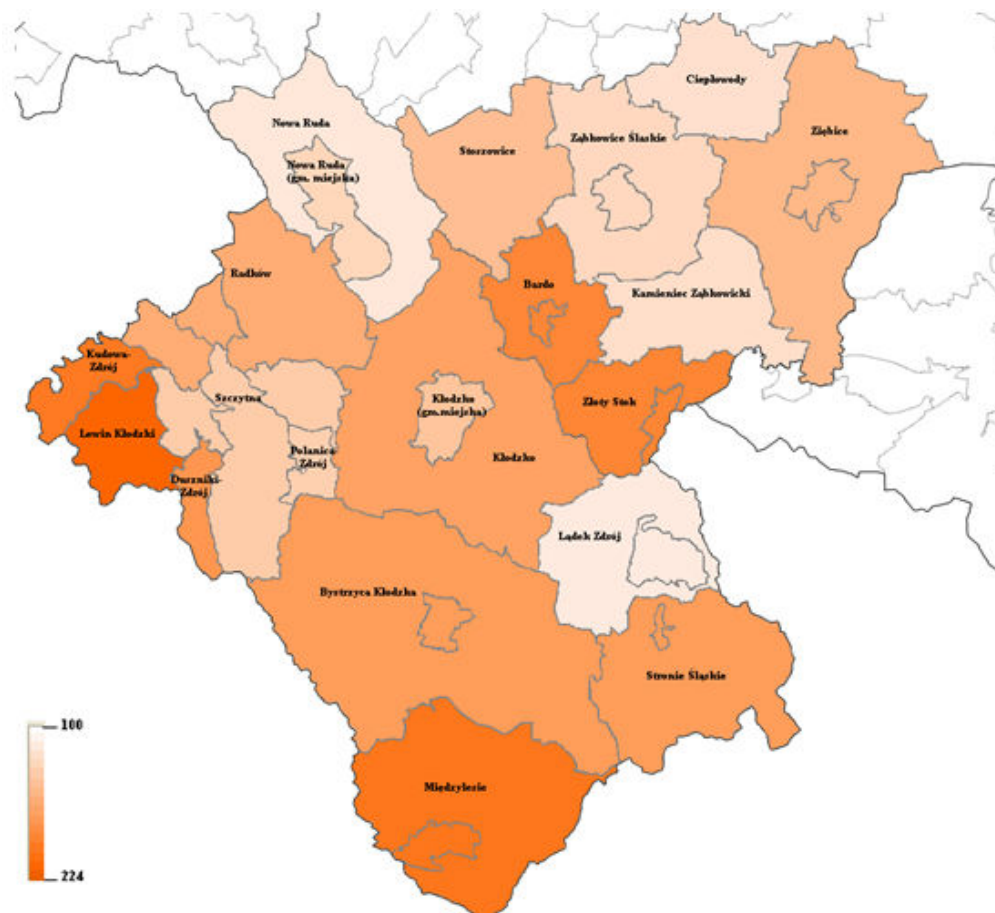 Ciepłowody
Nowa Ruda
Ząbkowice Ślaskie
Ziębice
Stoszowice
Nowa Ruda
(gm. miejska)
Radków
Bardo
Kamieniec Ząbkowicki
Kudowa-
Zdrój
Szczytna
Kłodzko
(gm.miejska)
Złoty Stok
Lewin Kłodzki
Polanica
Zdrój
Kłodzko
Duszniki-
Zdrój
Lądek Zdrój
Bystrzyca Kłodzka
Stronie Śląskie
100
Międzylesie
224